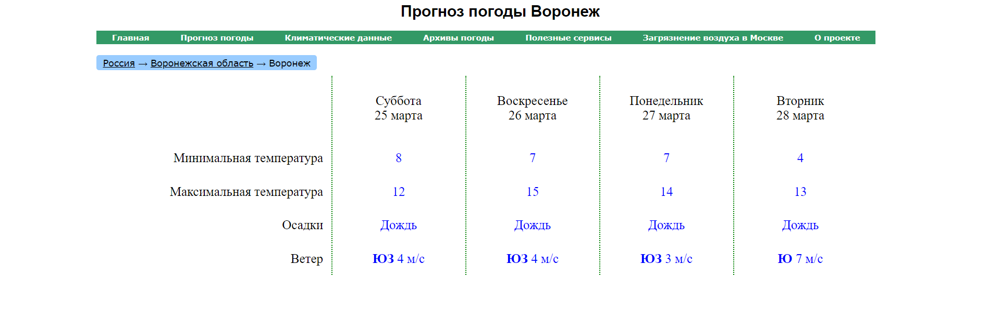 Прогноз погоды Воронеж
Главная Прогноз погоды Климатические данные Архивы погоды Полезные сервисы Загрязнение воздуха в Москве О проекте
Россия → Воронежская область → Воронеж
Суббота Воскресенье Понедельник Вторник
25 марта 26 марта 27 марта 28 марта
Минимальная температура 8 7 7 4
Максимальная температура 12 15 14 13
Осадки Дождь Дождь Дождь Дождь
Ветер ЮЗ 4 м/с ЮЗ 4 м/с ЮЗ 3 м/с Ю 7 м/с